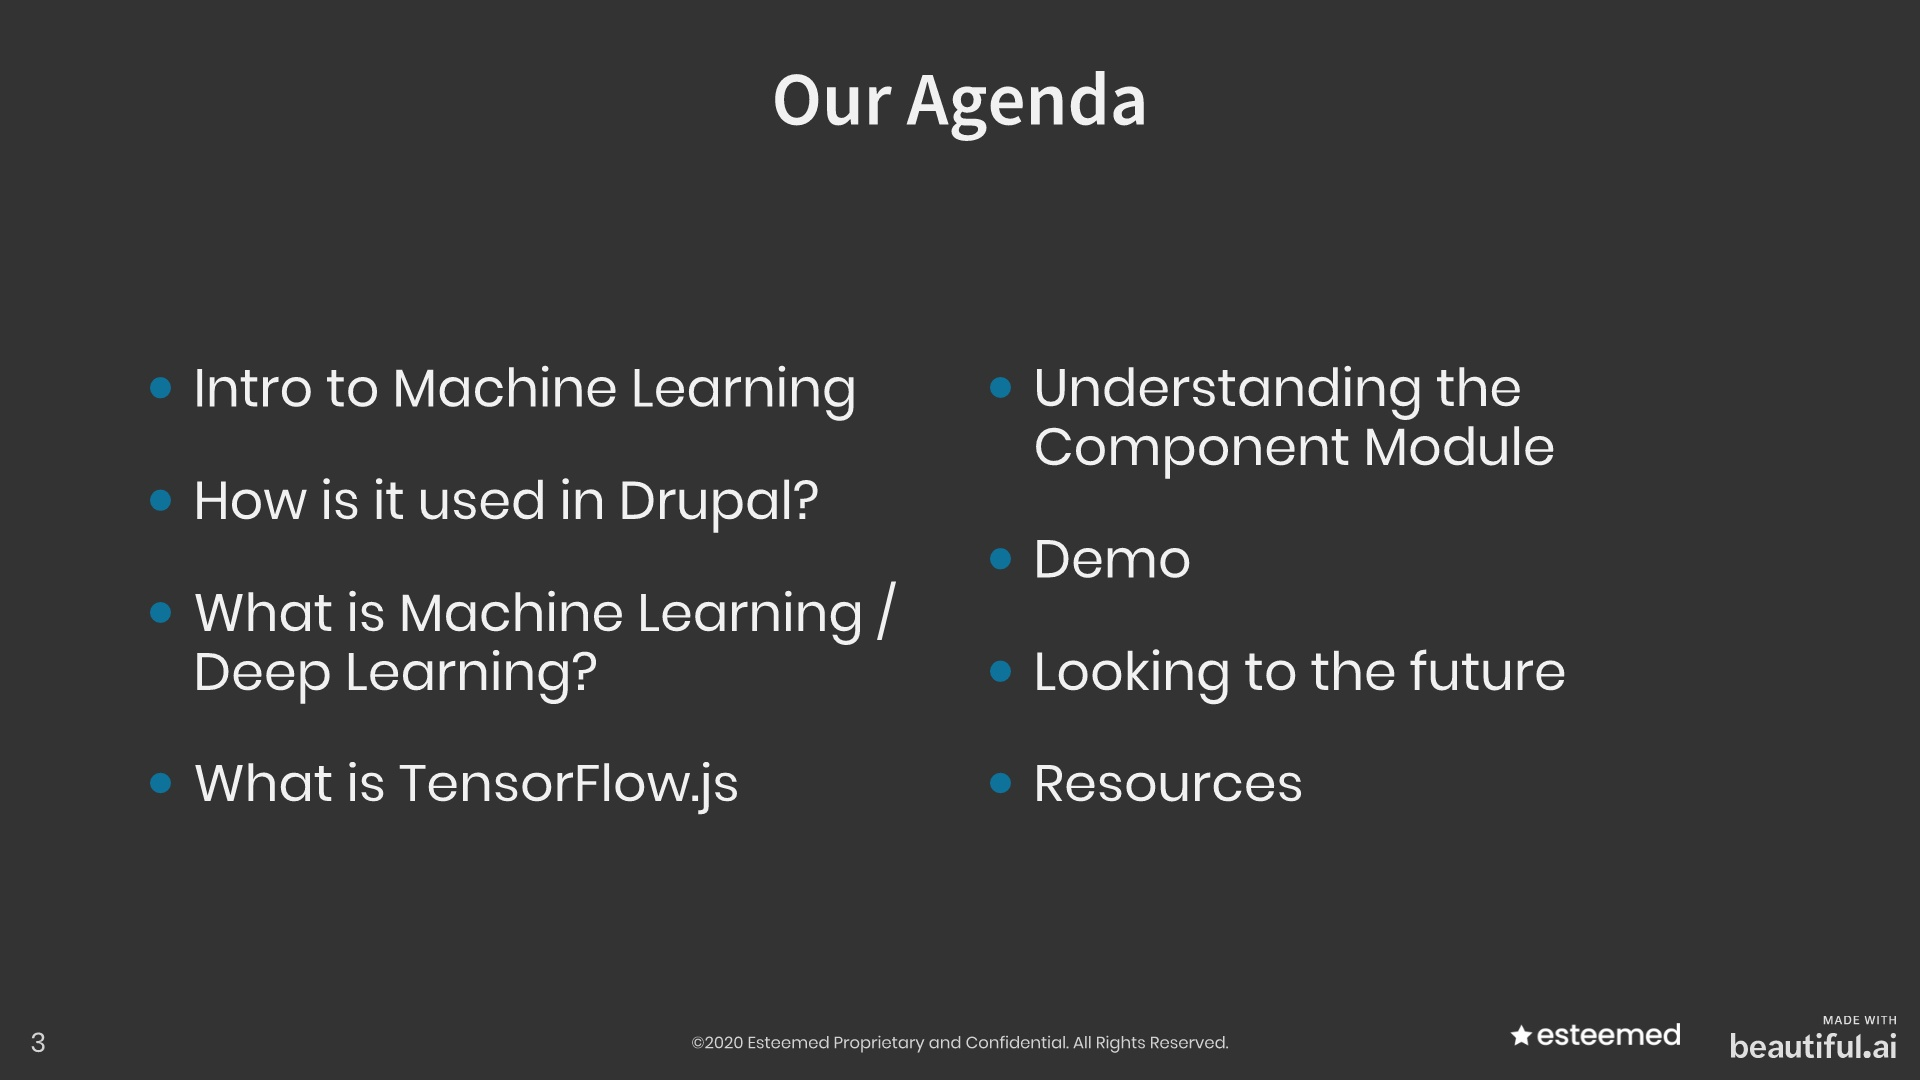 Our Agenda
Intro to Machine Learning
How is it used in Drupal?
What is Machine Learning /
Deep Learning?
What is TensorFlow.js
Understanding the
Component Module
Demo
Looking to the future
Resources
3
©2020 Esteemed Proprietary and Confidential. All Rights Reserved.
esteemed
MADE WITH
beautiful.ai